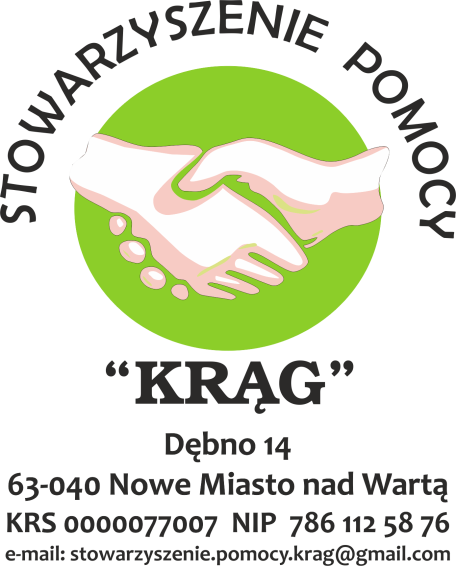 STOWARZYSZENIE POMOCY
“KRĄG”
Dębno 14
63-040 Nowe Miasto nad Wartą
KRS 0000077007 NIP 786 112 58 76
e-mail: stowarzyszenie.pomocy.krag@gmail.com